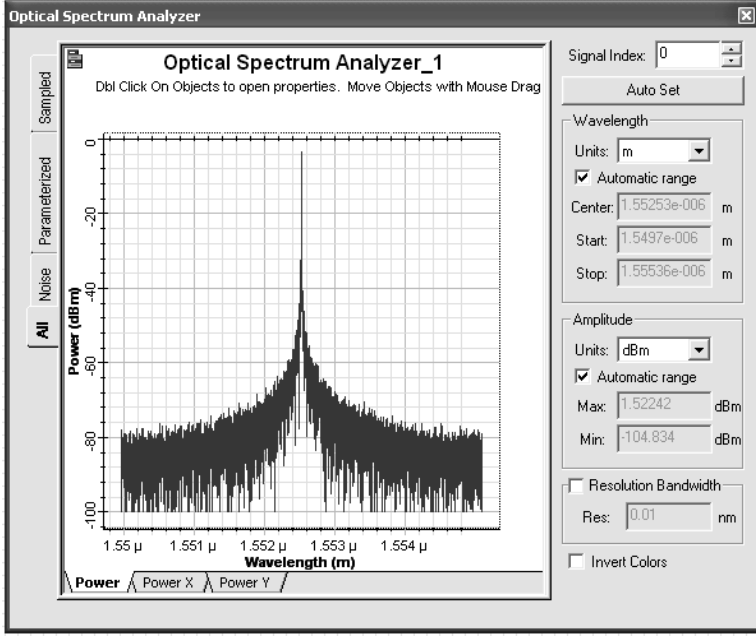 Optical Spectrum Analyzer
Optical Spectrum Analyzer_1
Dbl Click On Objects to open properties. Move Objects with Mouse Drag
Sampled
Parameterized
Noise
All
Power (dBm)
0
-20
-40
-60
-80
-100
1.55 µ 1.551 µ 1.552 µ 1.553 µ 1.554 µ
Wavelength (m)
Power Power X Power Y
Signal Index: 0
Auto Set
Wavelength
Units: m
Automatic range
Center: 1.55253e-006 m
Start: 1.5497e-006 m
Stop: 1.55536e-006 m
Amplitude
Units: dBm
Automatic range
Max: 1.52242 dBm
Min: -104.834 dBm
Resolution Bandwidth
Res: 0.01 nm
Invert Colors